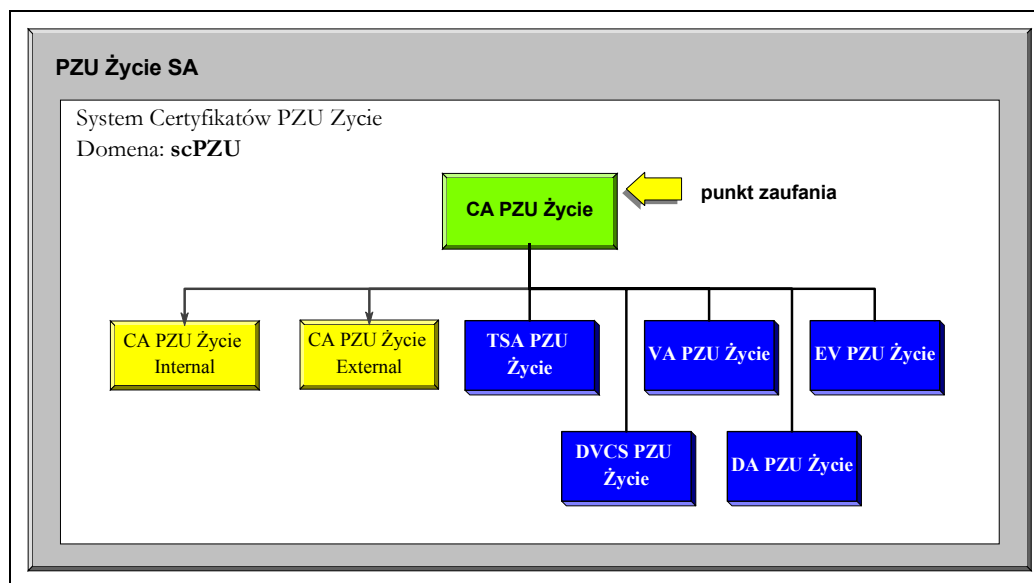 PZU Życie SA
System Certyfikatów PZU Zycie
Domena: scPZU
CA PZU Życie
punkt zaufania
CA PZU Życie
Internal
CA PZU Życie
External
TSA PZU
Życie
VA PZU Życie
EV PZU Życie
DVCS PZU
Życie
DA PZU Życie